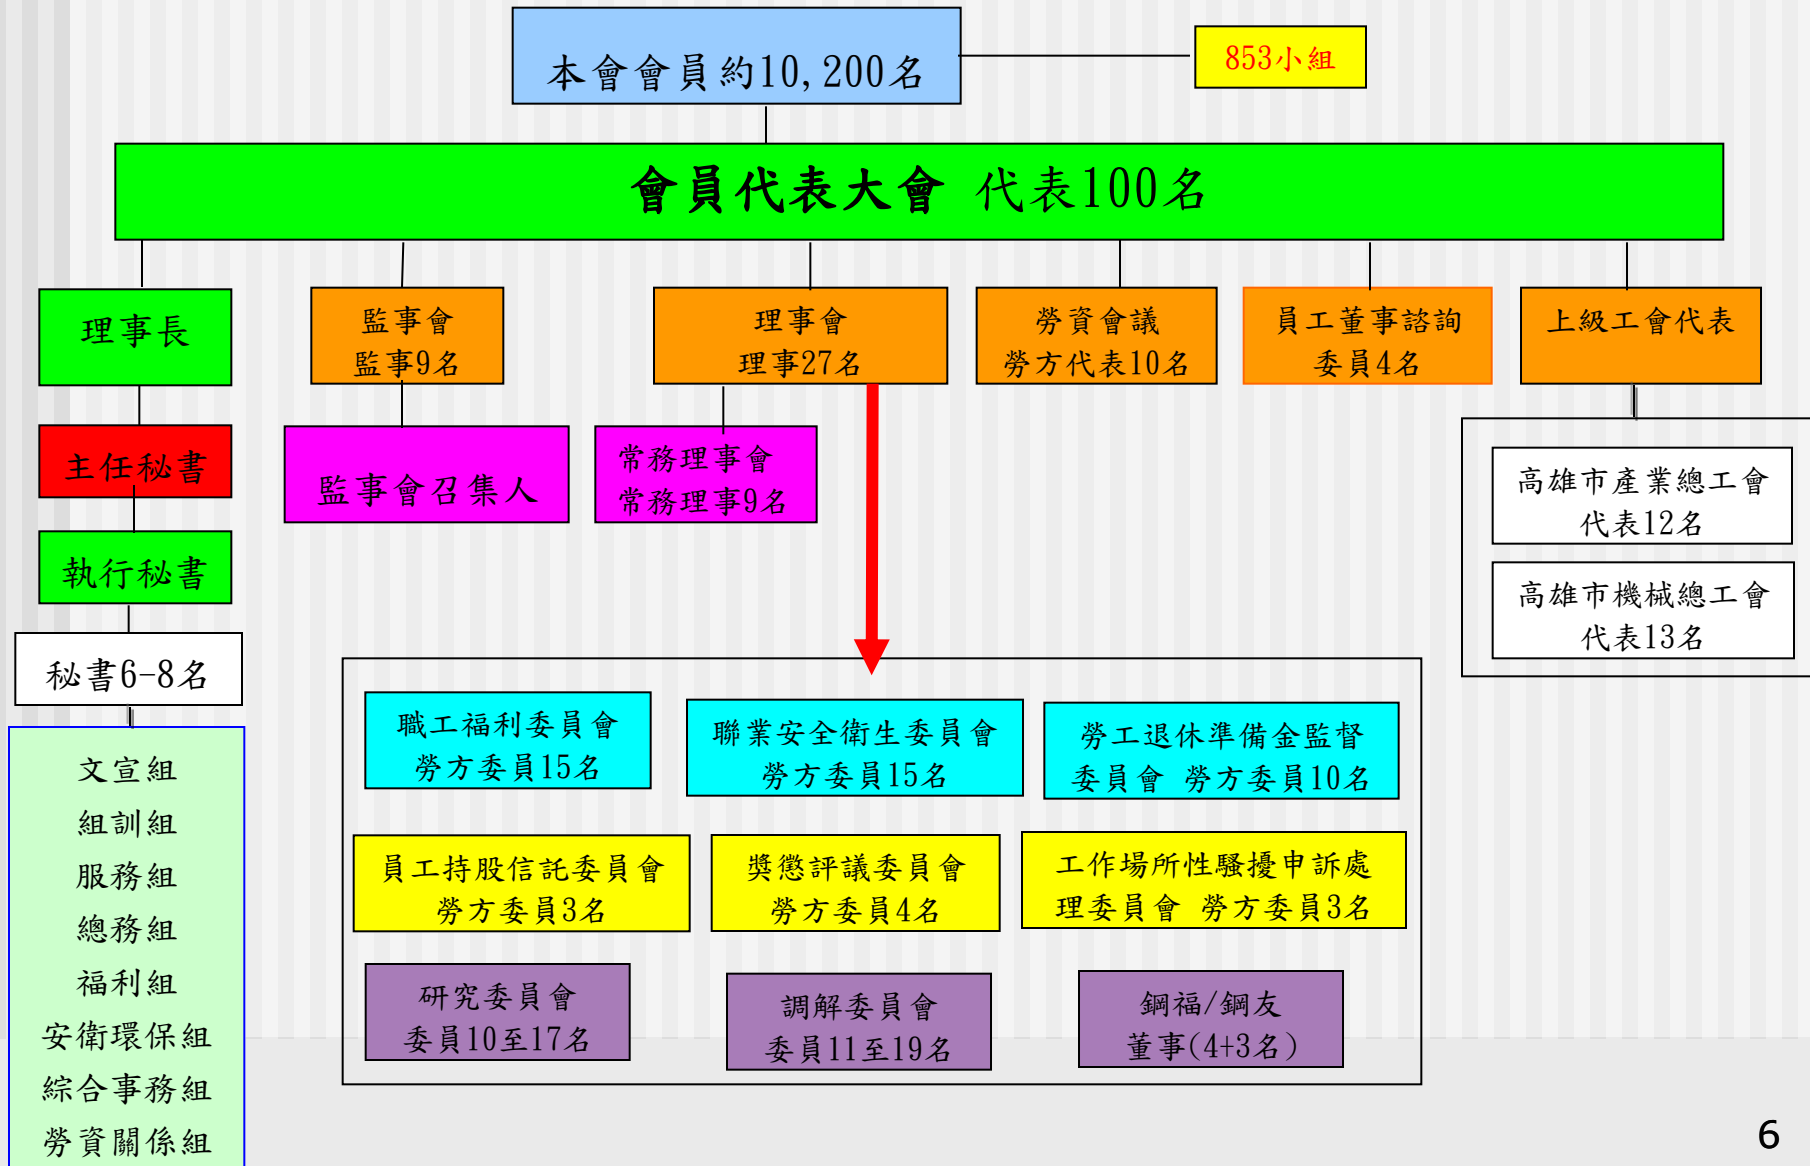 本會會員約10,200名
853小組
會員代表大會 代表100名
理事長
監事會
監事9名
理事會
理事27名
勞資會議
勞方代表10名
員工董事諮詢
委員4名
上級工會代表
主任秘書
監事會召集人
常務理事會
常務理事9名
高雄市產業總工會
代表12名
執行秘書
高雄市機械總工會
代表13名
秘書6-8名
職工福利委員會
勞方委員15名
聯業安全衛生委員會
勞方委員15名
勞工退休準備金監督
委員會 勞方委員10名
員工持股信託委員會
勞方委員3名
獎懲評議委員會
勞方委員4名
工作場所性騷擾申訴處
理委員會 勞方委員3名
研究委員會
委員10至17名
調解委員會
委員11至19名
鋼福/鋼友
董事(4+3名)
文宣組
組訓組
服務組
總務組
福利組
安衛環保組
綜合事務組
勞資關係組
6